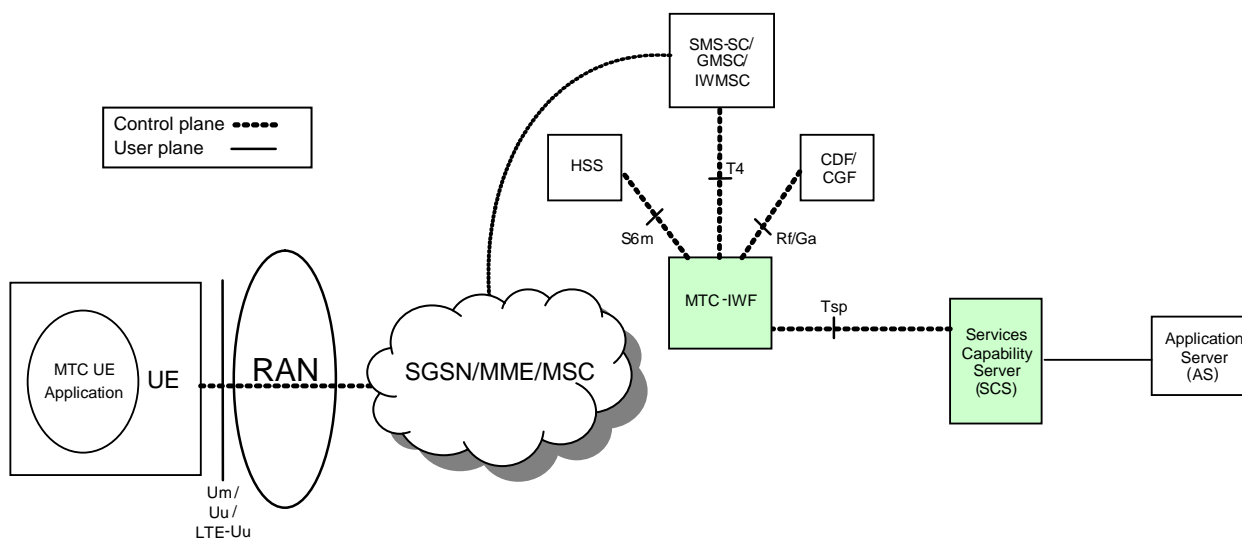 SMS-SC/
GMSC/
IWMSC
Control plane
User plane
HSS
T4
CDF/
CGF
S6m
Rf/Ga
MTC-IWF
Tsp
Services
Capability
Server
(SCS)
Application
Server
(AS)
MTC UE
Application
UE
RAN
SGSN/MME/MSC
Um/
Uu/
LTE-Uu